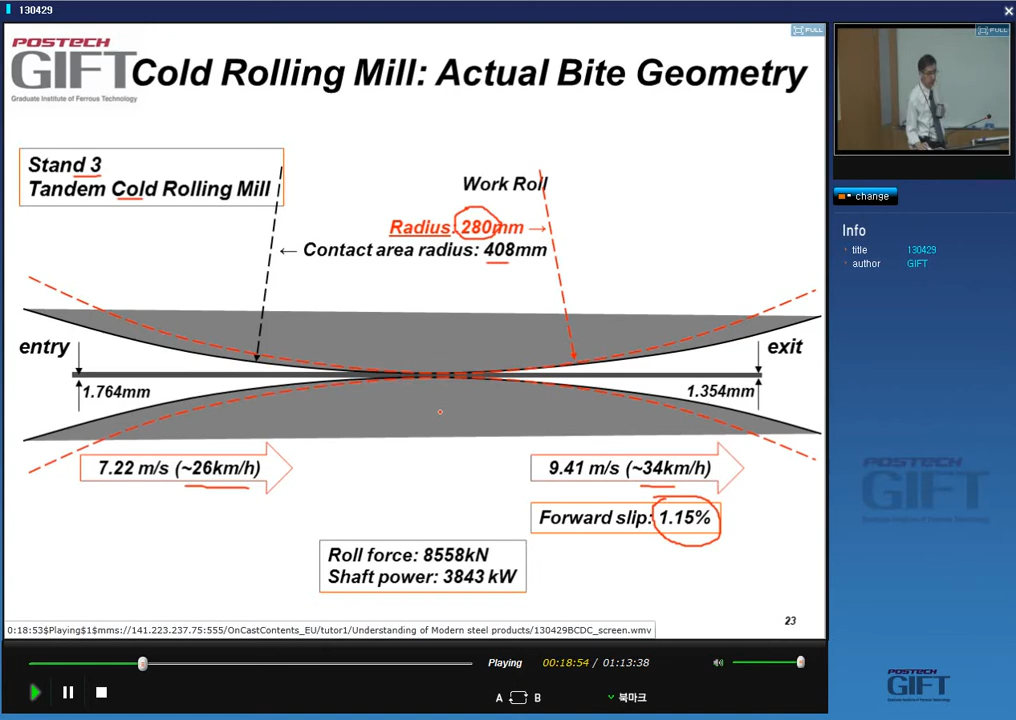 130429
POSTECH
GIFT
Graduate Institute of Ferrous Technology
Cold Rolling Mill: Actual Bite Geometry
FULL
FULL
Stand 3
Tandem Cold Rolling Mill
Work Roll
Radius: 280mm →
← Contact area radius: 408mm
entry
exit
1.764mm
1.354mm
7.22 m/s (~26km/h)
9.41 m/s (~34km/h)
Forward slip: 1.15%
Roll force: 8558kN
Shaft power: 3843 kW
23
0:18:53$Playing$1$mms://141.223.237.75:555/OnCastContents_EU/tutor1/Understanding of Modern steel products/130429BCDC_screen.wmv
change
Info
title 130429
author GIFT
POSTECH
GIFT
Playing 00:18:54 / 01:13:38
A B
북마크
POSTECH
GIFT